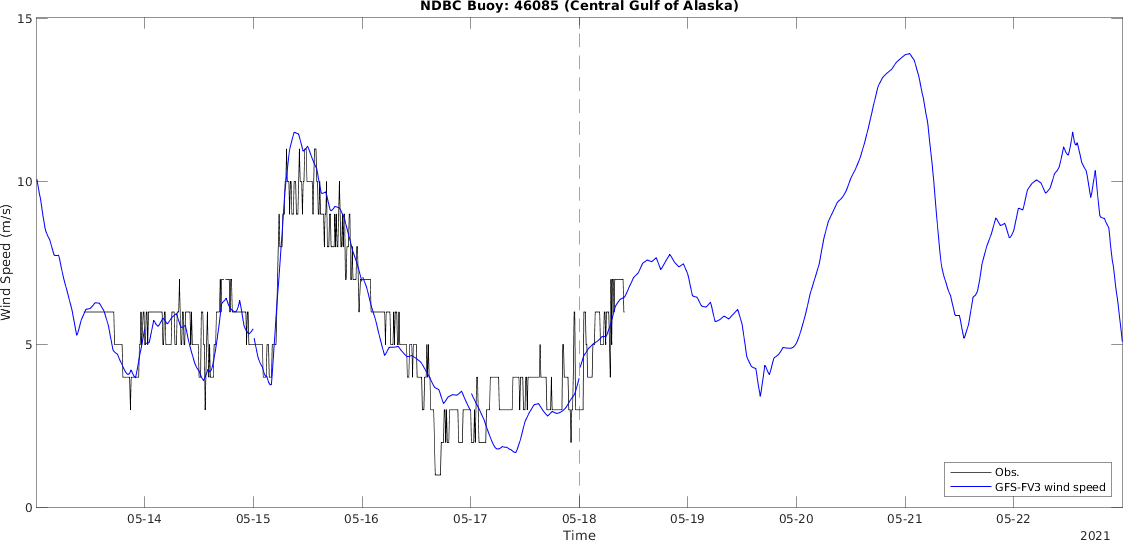 NDBC Buoy: 46085 (Central Gulf of Alaska)
15
10
5
0
Wind Speed (m/s)
Obs.
GFS-FV3 wind speed
05-14 05-15 05-16 05-17 05-18 05-19 05-20 05-21 05-22
Time
2021